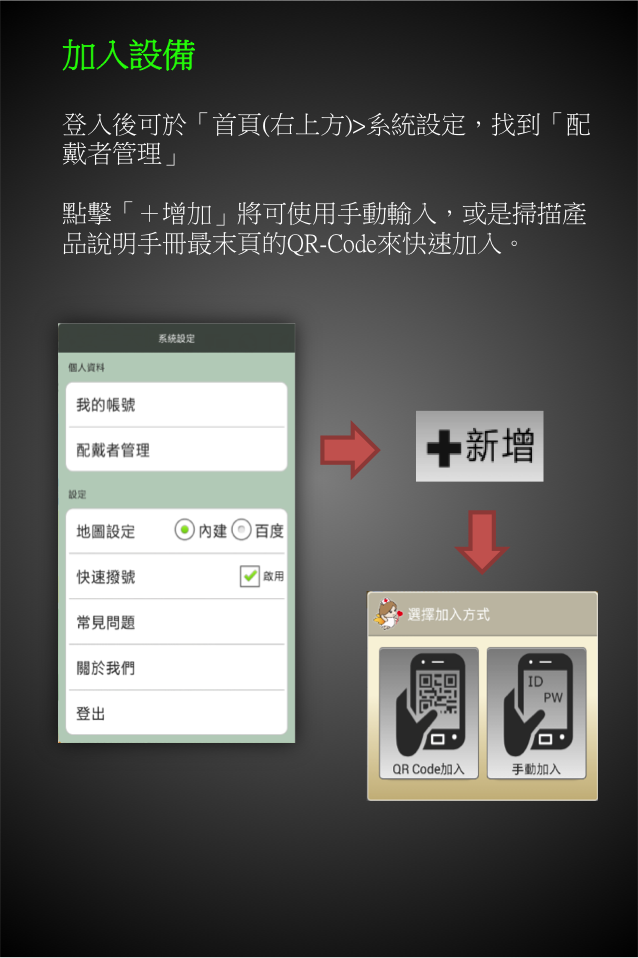 加入設備
登入後可於「首頁(右上方)>系統設定，找到「配
戴者管理」
點擊「＋增加」將可使用手動輸入，或是掃描產
品說明手冊最末頁的QR-Code來快速加入。
系統設定
個人資料
我的帳號
配戴者管理
設定
地圖設定 內建 百度
快速撥號 啟用
常見問題
關於我們
登出
新增
選擇加入方式
ID
PW
QR Code加入 手動加入